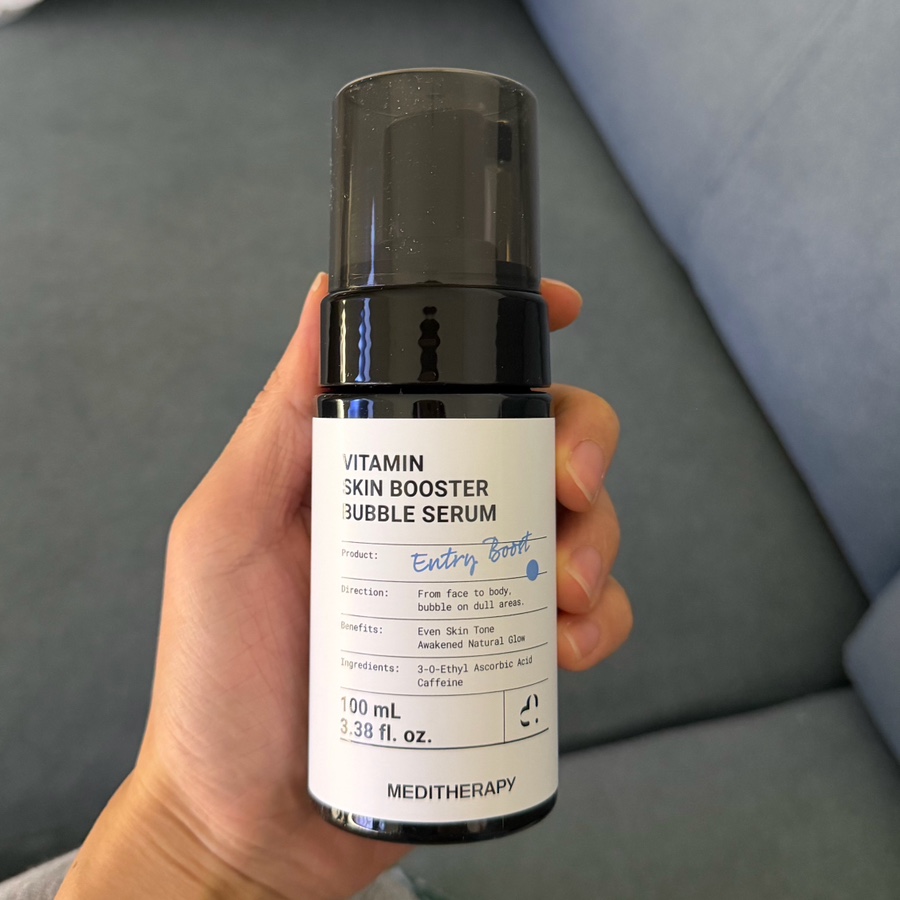 VITAMIN
SKIN BOOSTER
BUBBLE SERUM
Product: Entry Boost
Direction: From face to body,
bubble on dull areas.
Benefits: Even Skin Tone
Awakened Natural Glow
Ingredients: 3-O-Ethyl Ascorbic Acid
Caffeine
100 mL
3.38 fl. oz.
MEDITHERAPY